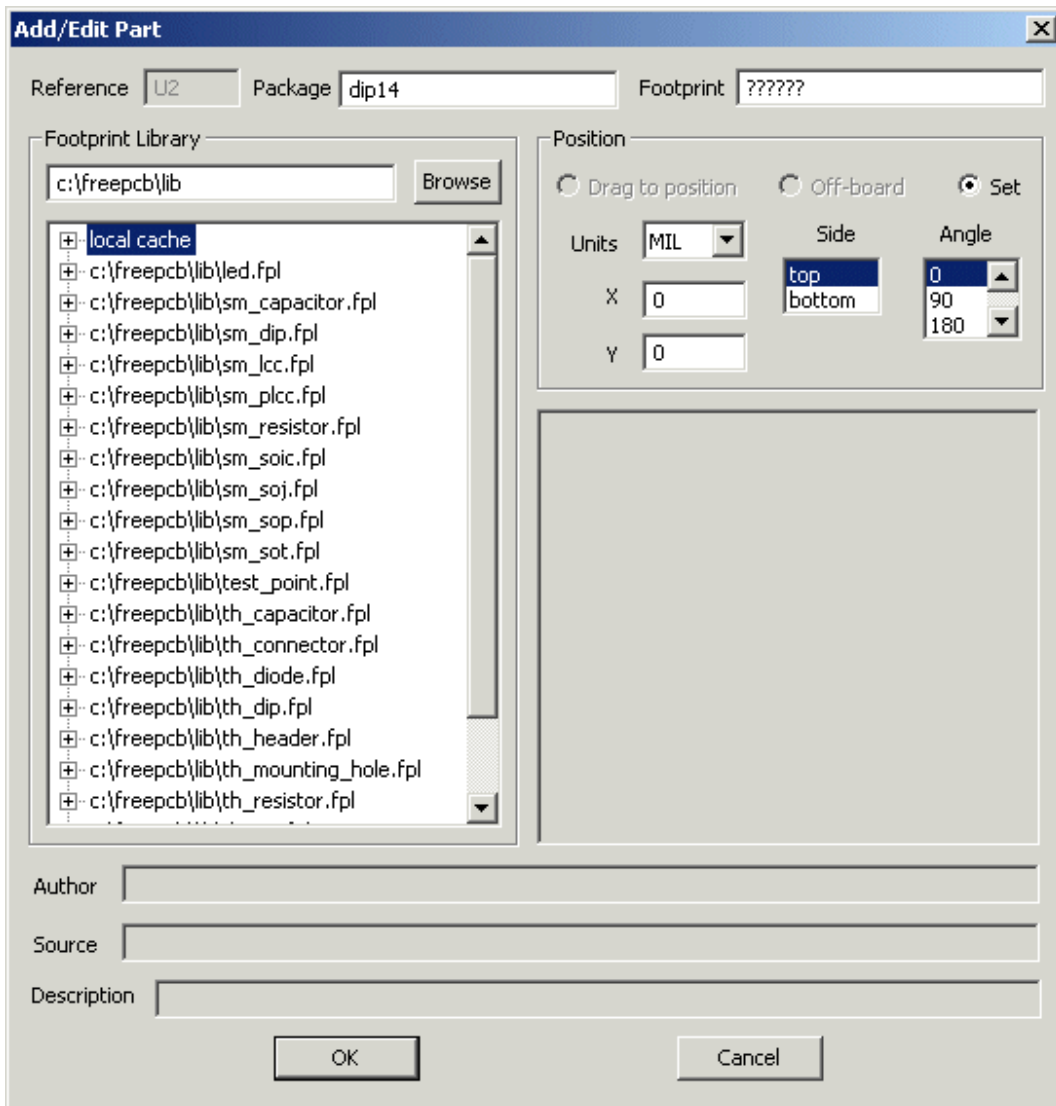 Add/Edit Part
Reference U2 Package dip14 Footprint ??????
Footprint Library
c:\freepcb\lib Browse
local cache
c:\freepcb\lib\led.fpl
c:\freepcb\lib\sm_capacitor.fpl
c:\freepcb\lib\sm_dip.fpl
c:\freepcb\lib\sm_lcc.fpl
c:\freepcb\lib\sm_plcc.fpl
c:\freepcb\lib\sm_resistor.fpl
c:\freepcb\lib\sm_soic.fpl
c:\freepcb\lib\sm_soj.fpl
c:\freepcb\lib\sm_sop.fpl
c:\freepcb\lib\sm_sot.fpl
c:\freepcb\lib\test_point.fpl
c:\freepcb\lib\th_capacitor.fpl
c:\freepcb\lib\th_connector.fpl
c:\freepcb\lib\th_diode.fpl
c:\freepcb\lib\th_dip.fpl
c:\freepcb\lib\th_header.fpl
c:\freepcb\lib\th_mounting_hole.fpl
c:\freepcb\lib\th_resistor.fpl
Position
Drag to position Off-board Set
Units MIL Side Angle
top 0
bottom 90
180
X 0
Y 0
Author
Source
Description
OK Cancel